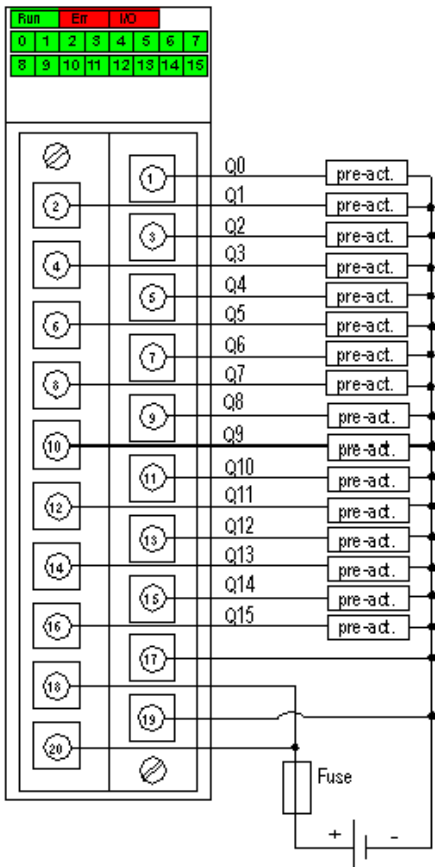 Run Err I/O
0 1 2 3 4 5 6 7
8 9 10 11 12 13 14 15
1 Q0 pre-act.
2 Q1 pre-act.
3 Q2 pre-act.
4 Q3 pre-act.
5 Q4 pre-act.
6 Q5 pre-act.
7 Q6 pre-act.
8 Q7 pre-act.
9 Q8 pre-act.
10 Q9 pre-act.
11 Q10 pre-act.
12 Q11 pre-act.
13 Q12 pre-act.
14 Q13 pre-act.
15 Q14 pre-act.
16 Q15 pre-act.
17
18
19
20
Fuse
+ -